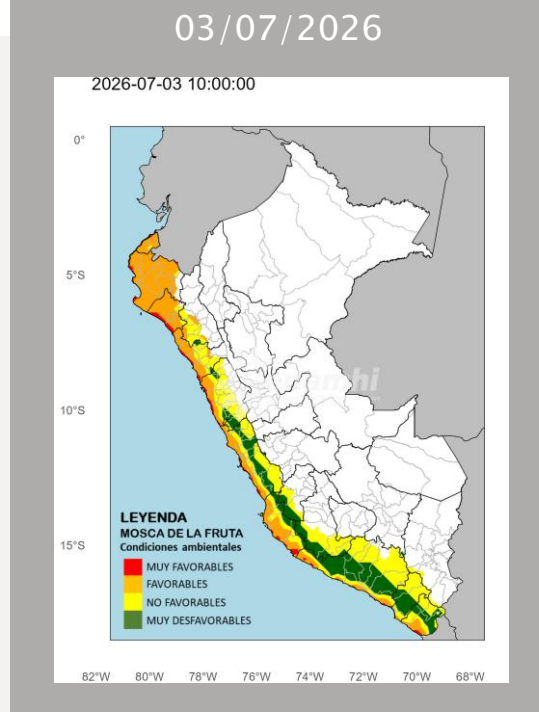 03/07/2026
2026-07-03 10:00:00
0°
5°S
10°S
15°S
LEYENDA
MOSCA DE LA FRUTA
Condiciones ambientales
MUY FAVORABLES
FAVORABLES
NO FAVORABLES
MUY DESFAVORABLES
82°W 80°W 78°W 76°W 74°W 72°W 70°W 68°W